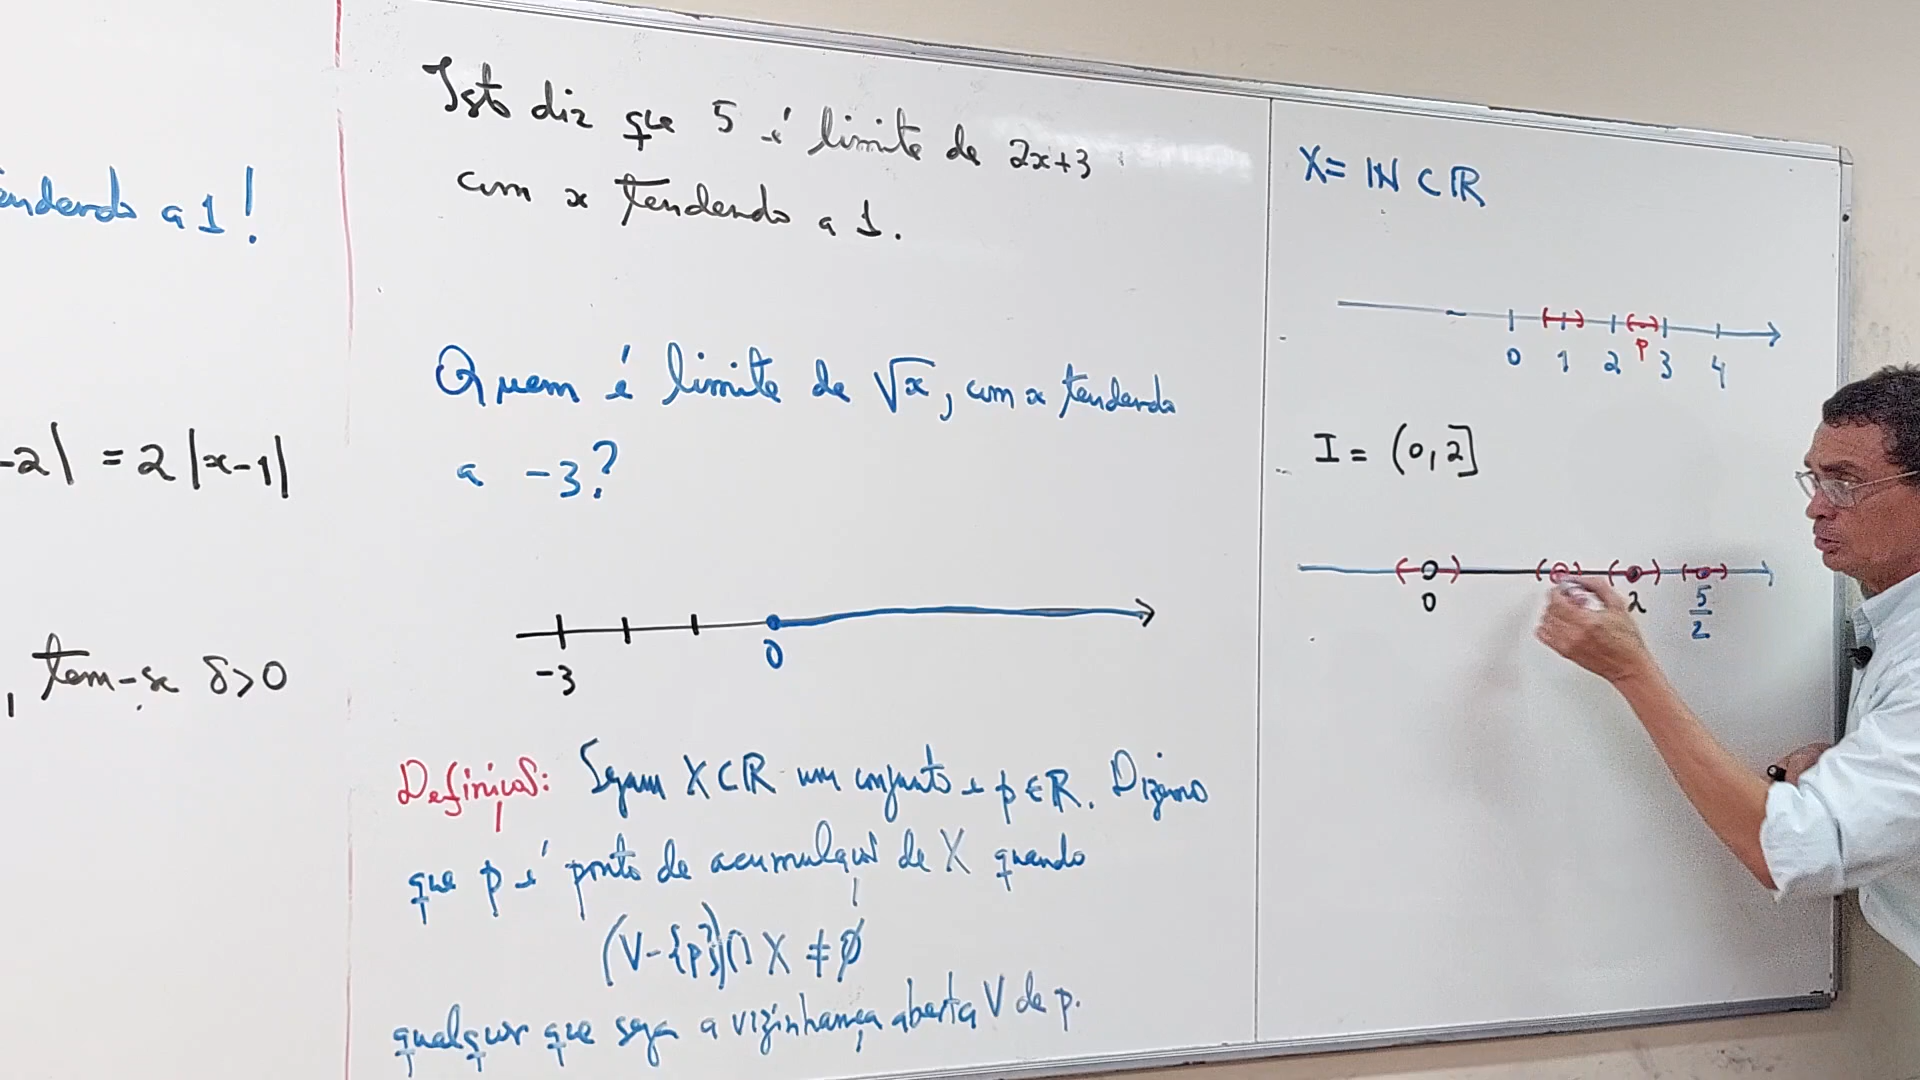 endendo a 1!
-2| = 2|x-1|
, tem-se δ>0
Isto diz que 5 é limite de 2x+3
com x tendendo a 1.
Quem é limite de √x, com x tendendo
a -3?
-3 0
Definição: Sejam X⊂ℝ um conjunto e p∈ℝ. Dizemos
que p é ponto de acumulação de X quando
(V-{p})∩X ≠ ∅
qualquer que seja a vizinhança aberta V de p.
X= ℕ⊂ℝ
0 1 2 p 3 4
I = (0,2]
0 2 5/2